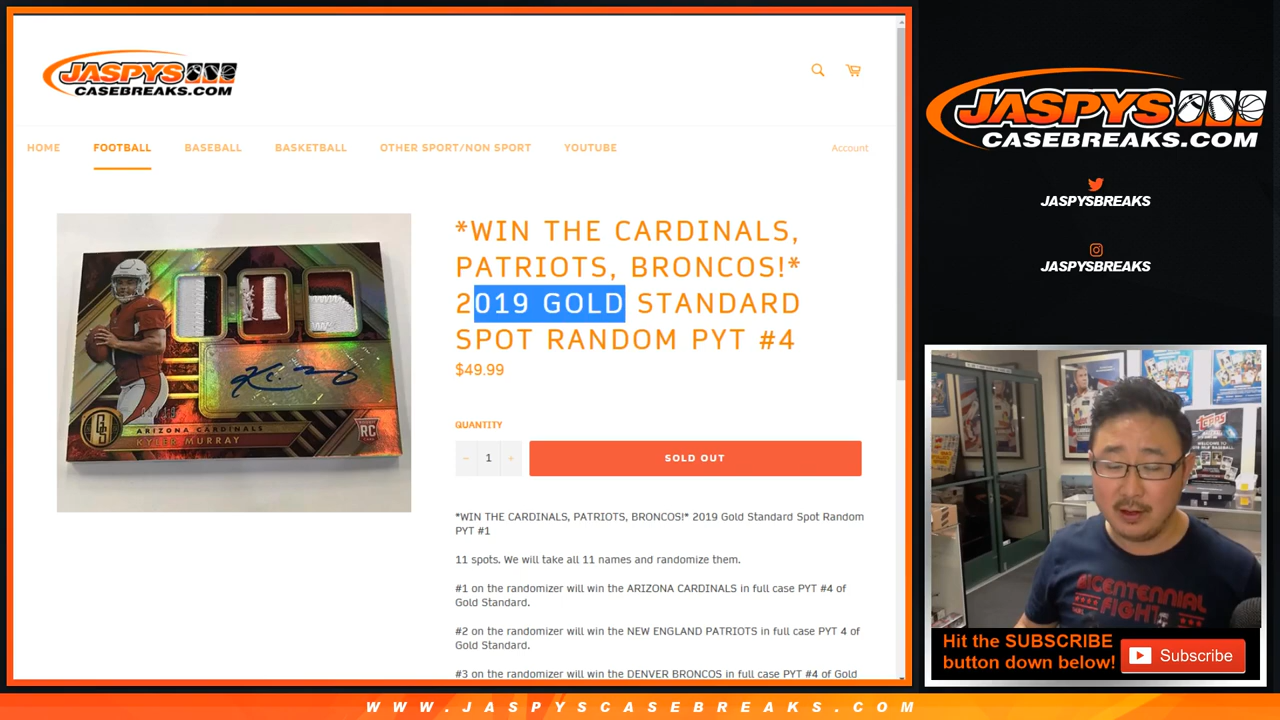 JASPYS
CASEBREAKS.COM
HOME FOOTBALL BASEBALL BASKETBALL OTHER SPORT/NON SPORT YOUTUBE Account
*WIN THE CARDINALS,
PATRIOTS, BRONCOS!*
2019 GOLD STANDARD
SPOT RANDOM PYT #4
$49.99
QUANTITY
− 1 + SOLD OUT
*WIN THE CARDINALS, PATRIOTS, BRONCOS!* 2019 Gold Standard Spot Random
PYT #1
11 spots. We will take all 11 names and randomize them.
#1 on the randomizer will win the ARIZONA CARDINALS in full case PYT #4 of
Gold Standard.
#2 on the randomizer will win the NEW ENGLAND PATRIOTS in full case PYT 4 of
Gold Standard.
#3 on the randomizer will win the DENVER BRONCOS in full case PYT #4 of Gold
GS
ARIZONA CARDINALS
KYLER MURRAY
RC
JASPYS
CASEBREAKS.COM
JASPYSBREAKS
JASPYSBREAKS
Topps
BICENTENNIAL
FIGHT
Hit the SUBSCRIBE
button down below!
Subscribe
WWW.JASPYSCASEBREAKS.COM